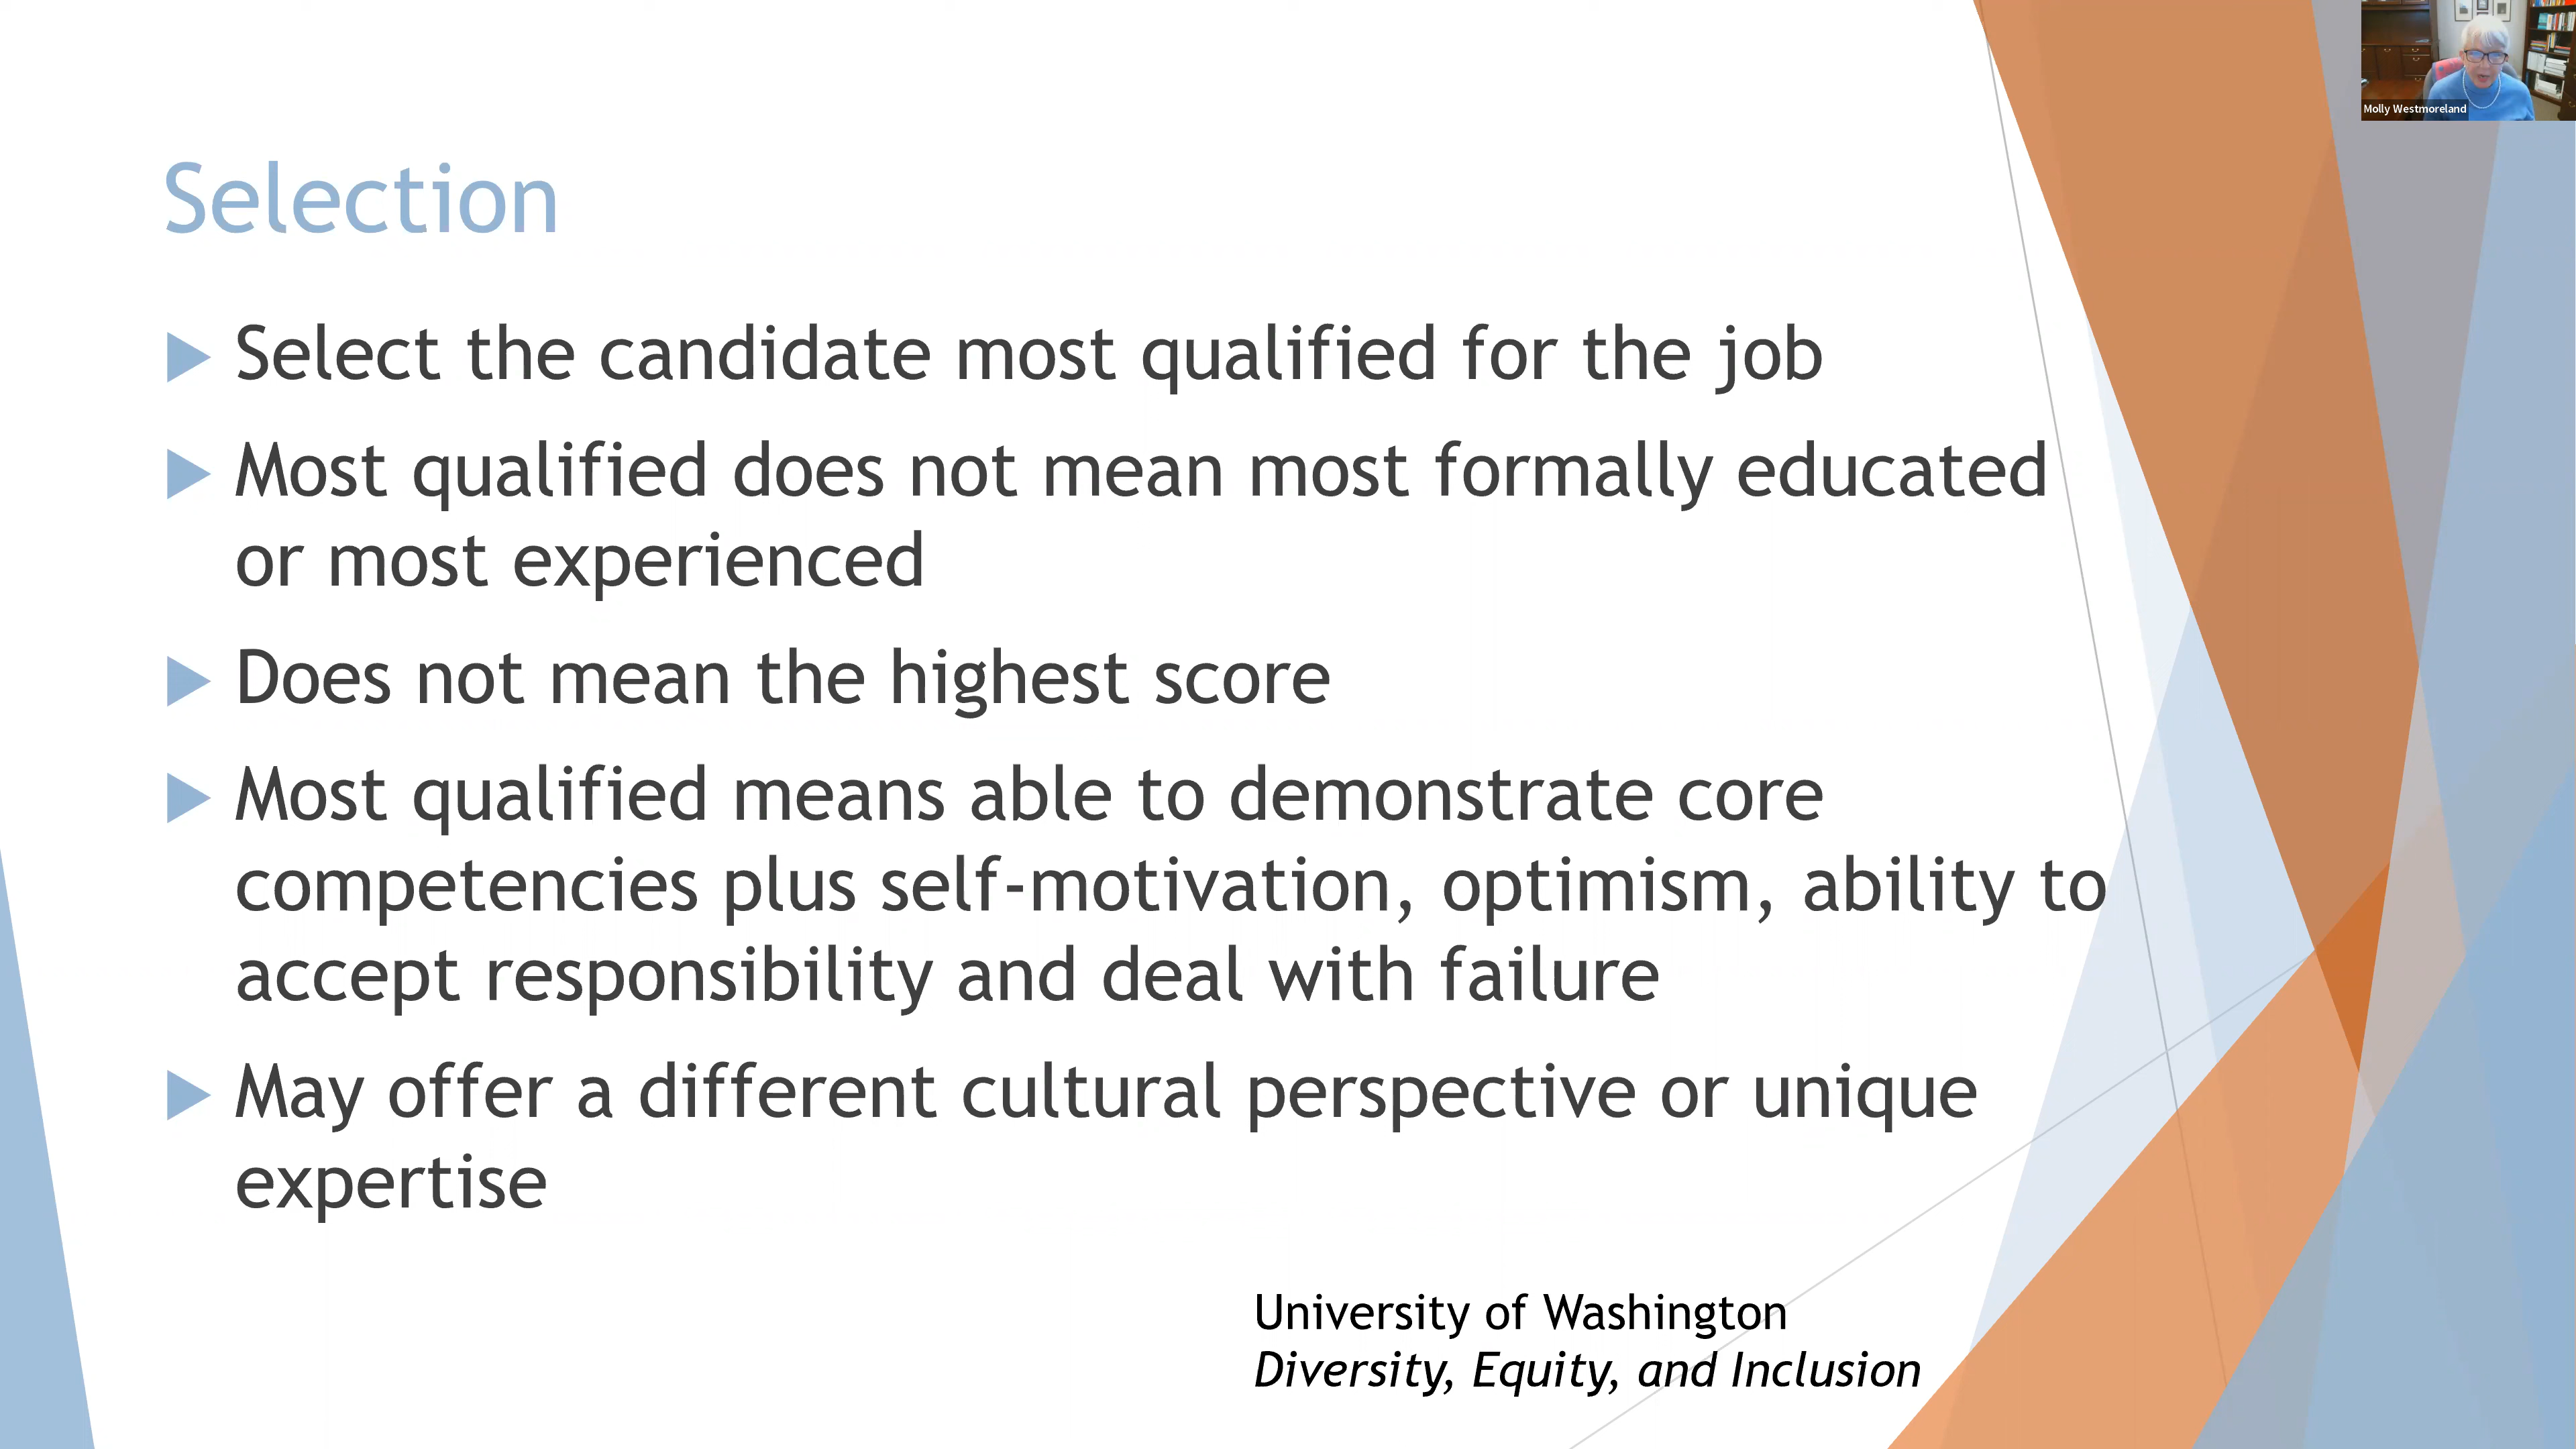 Molly Westmoreland
Selection
Select the candidate most qualified for the job
Most qualified does not mean most formally educated
or most experienced
Does not mean the highest score
Most qualified means able to demonstrate core
competencies plus self-motivation, optimism, ability to
accept responsibility and deal with failure
May offer a different cultural perspective or unique
expertise
University of Washington
Diversity, Equity, and Inclusion